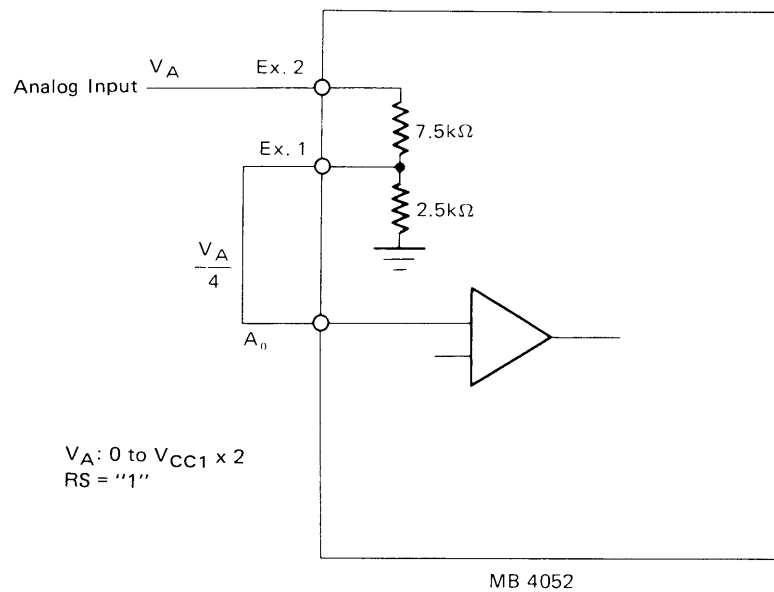 V_A
Ex. 2
Analog Input
7.5kΩ
Ex. 1
2.5kΩ
V_A
4
A₀
V_A: 0 to V_CC1 x 2
RS = "1"
MB 4052